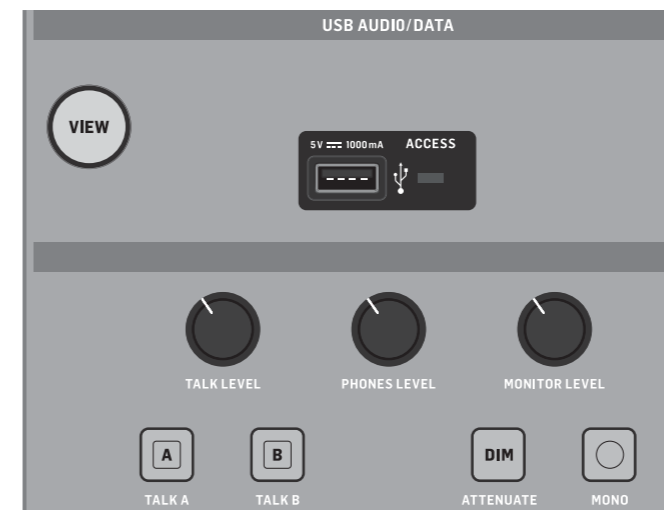 USB AUDIO/DATA
VIEW
5V 1000mA ACCESS
TALK LEVEL PHONES LEVEL MONITOR LEVEL
A B DIM
TALK A TALK B ATTENUATE MONO